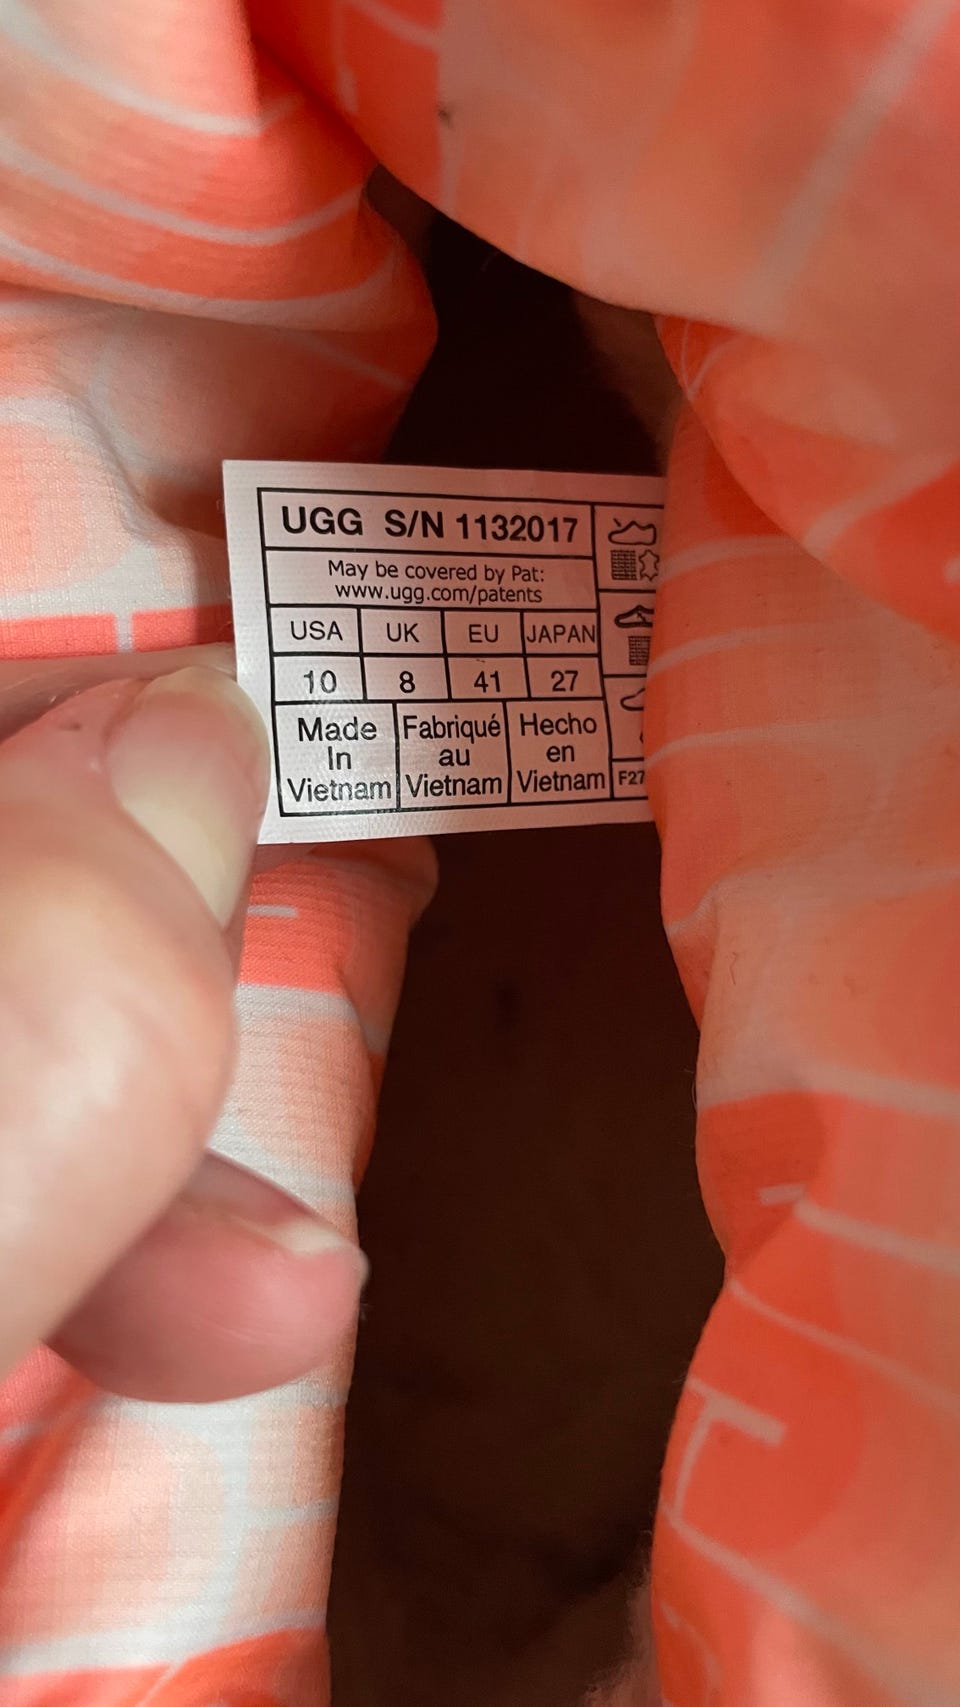 UGG S/N 1132017
May be covered by Pat:
www.ugg.com/patents
USA UK EU JAPAN
10 8 41 27
Made Fabriqué Hecho
In au en
Vietnam Vietnam Vietnam F27